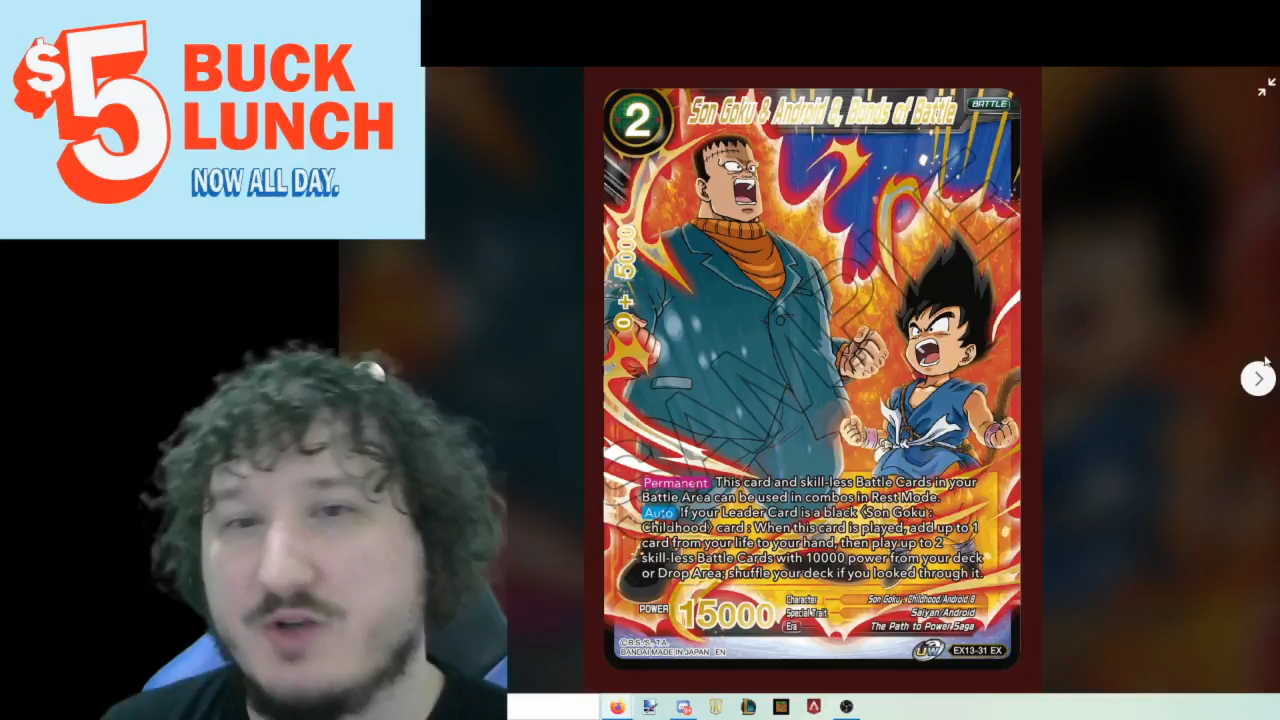 $5 BUCK
LUNCH
NOW ALL DAY.
2
Son Goku & Android 8, Bonds of Battle
BATTLE
0 + 5000
SAMPLE
Permanent This card and skill-less Battle Cards in your
Battle Area can be used in combos in Rest Mode.
Auto If your Leader Card is a black ‹Son Goku :
Childhood› card : When this card is played, add up to 1
card from your life to your hand, then play up to 2
skill-less Battle Cards with 10000 power from your deck
or Drop Area; shuffle your deck if you looked through it.
POWER 15000
Character Son Goku : Childhood/Android 8
Special Trait Saiyan/Android
Era The Path to Power Saga
©B.S./S., T.A.
BANDAI MADE IN JAPAN EN
UW EX13-31 EX